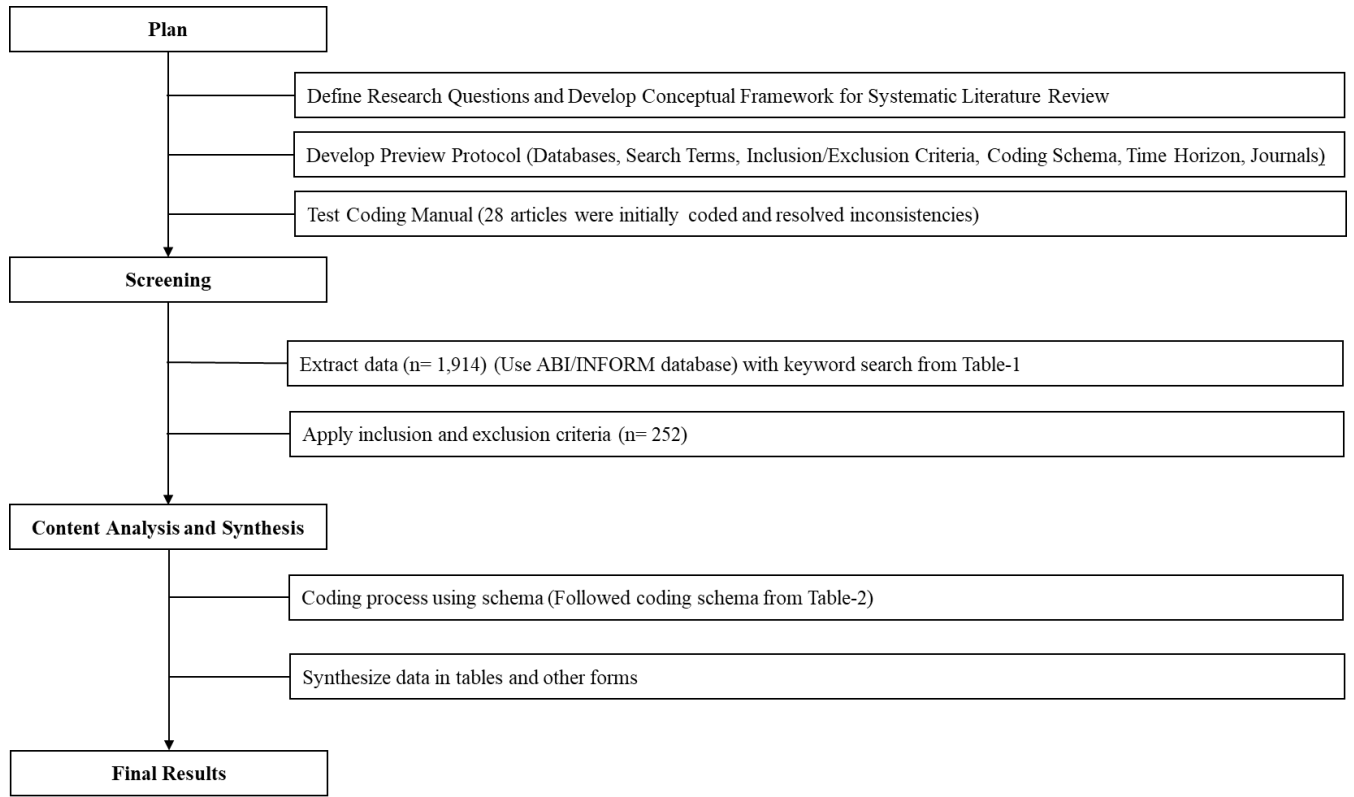 Plan
Define Research Questions and Develop Conceptual Framework for Systematic Literature Review
Develop Preview Protocol (Databases, Search Terms, Inclusion/Exclusion Criteria, Coding Schema, Time Horizon, Journals)
Test Coding Manual (28 articles were initially coded and resolved inconsistencies)
Screening
Extract data (n= 1,914) (Use ABI/INFORM database) with keyword search from Table-1
Apply inclusion and exclusion criteria (n= 252)
Content Analysis and Synthesis
Coding process using schema (Followed coding schema from Table-2)
Synthesize data in tables and other forms
Final Results